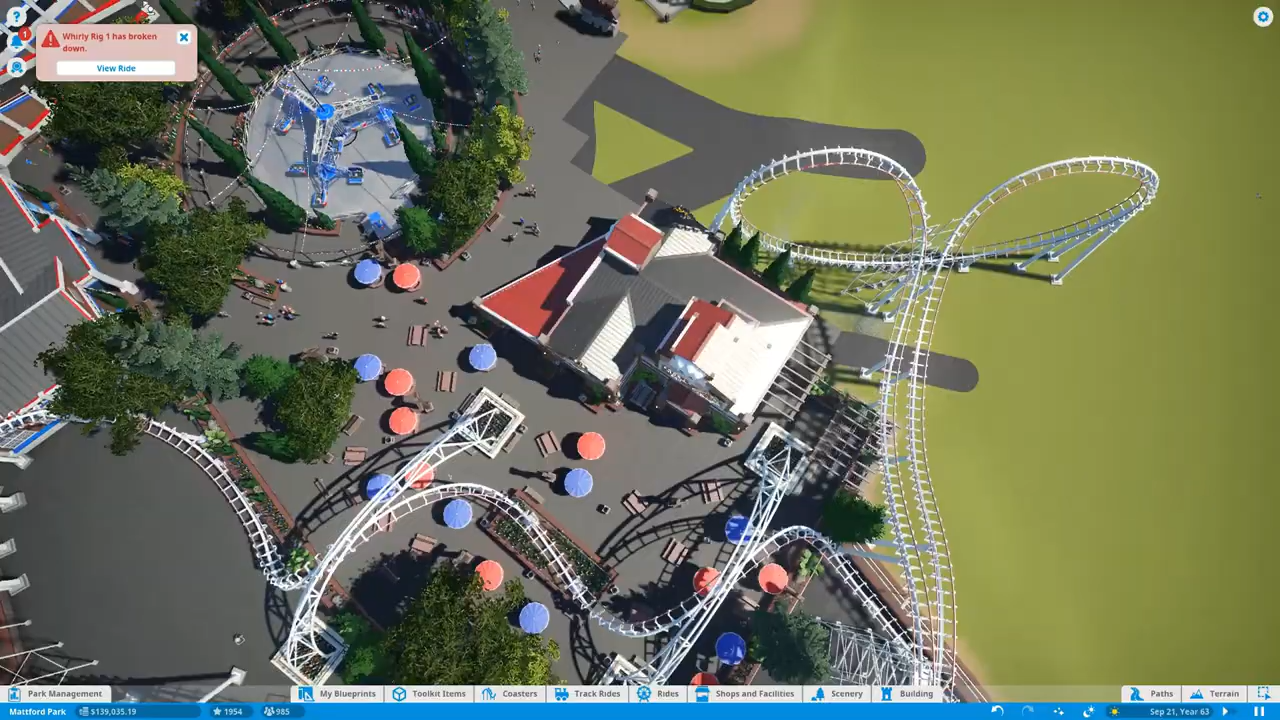 ?
1
Whirly Rig 1 has broken
down.
View Ride
Park Management
My Blueprints
Toolkit Items
Coasters
Track Rides
Rides
Shops and Facilities
Scenery
Building
Paths
Terrain
Mattford Park
$139,035.19
1954
985
Sep 21, Year 63